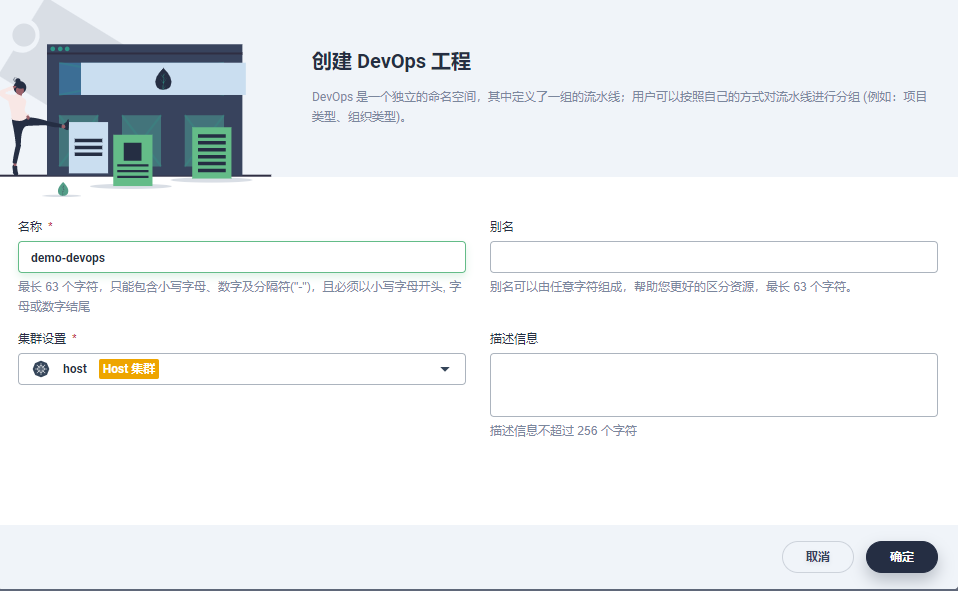 创建 DevOps 工程
DevOps 是一个独立的命名空间，其中定义了一组的流水线；用户可以按照自己的方式对流水线进行分组 (例如：项目
类型、组织类型)。
名称 *
demo-devops
最长 63 个字符，只能包含小写字母、数字及分隔符("-")，且必须以小写字母开头, 字
母或数字结尾
别名
别名可以由任意字符组成，帮助您更好的区分资源，最长 63 个字符。
集群设置 *
host Host 集群
描述信息
描述信息不超过 256 个字符
取消
确定